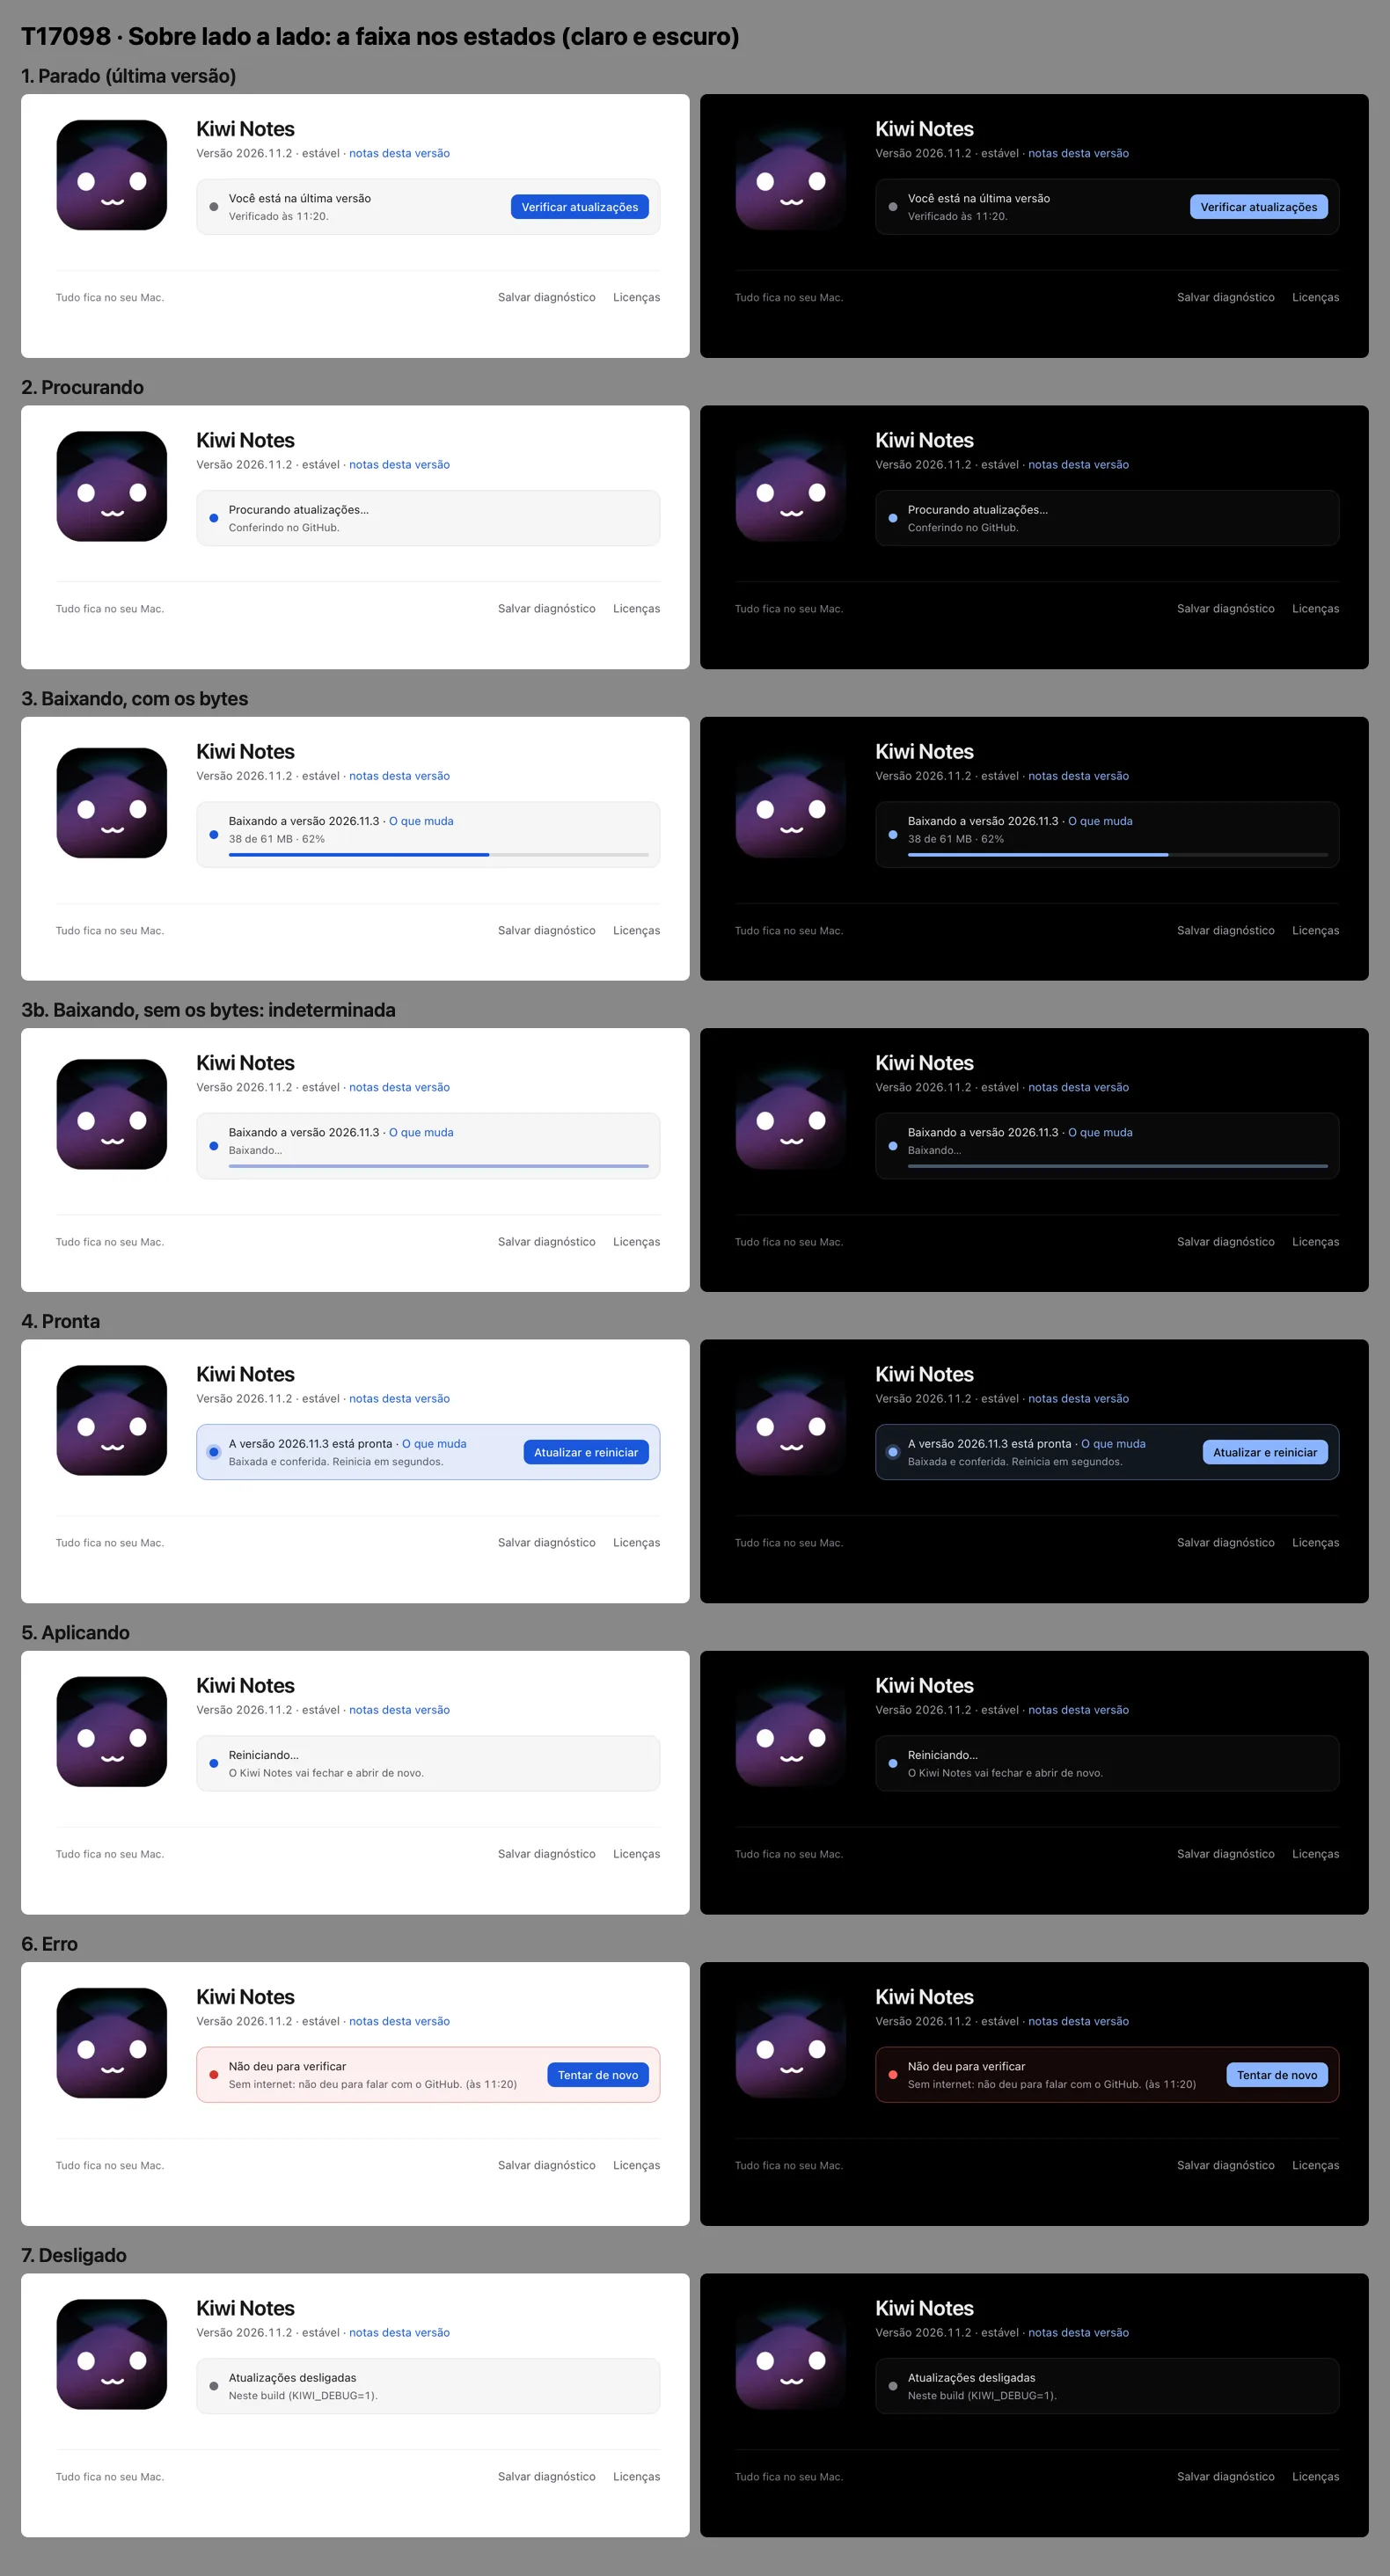 T17098 · Sobre lado a lado: a faixa nos estados (claro e escuro)
1. Parado (última versão)
Kiwi Notes
Versão 2026.11.2 · estável · notas desta versão
Você está na última versão
Verificado às 11:20.
Verificar atualizações
Tudo fica no seu Mac.
Salvar diagnóstico Licenças
Kiwi Notes
Versão 2026.11.2 · estável · notas desta versão
Você está na última versão
Verificado às 11:20.
Verificar atualizações
Tudo fica no seu Mac.
Salvar diagnóstico Licenças
2. Procurando
Kiwi Notes
Versão 2026.11.2 · estável · notas desta versão
Procurando atualizações...
Conferindo no GitHub.
Tudo fica no seu Mac.
Salvar diagnóstico Licenças
Kiwi Notes
Versão 2026.11.2 · estável · notas desta versão
Procurando atualizações...
Conferindo no GitHub.
Tudo fica no seu Mac.
Salvar diagnóstico Licenças
3. Baixando, com os bytes
Kiwi Notes
Versão 2026.11.2 · estável · notas desta versão
Baixando a versão 2026.11.3 · O que muda
38 de 61 MB · 62%
Tudo fica no seu Mac.
Salvar diagnóstico Licenças
Kiwi Notes
Versão 2026.11.2 · estável · notas desta versão
Baixando a versão 2026.11.3 · O que muda
38 de 61 MB · 62%
Tudo fica no seu Mac.
Salvar diagnóstico Licenças
3b. Baixando, sem os bytes: indeterminada
Kiwi Notes
Versão 2026.11.2 · estável · notas desta versão
Baixando a versão 2026.11.3 · O que muda
Baixando...
Tudo fica no seu Mac.
Salvar diagnóstico Licenças
Kiwi Notes
Versão 2026.11.2 · estável · notas desta versão
Baixando a versão 2026.11.3 · O que muda
Baixando...
Tudo fica no seu Mac.
Salvar diagnóstico Licenças
4. Pronta
Kiwi Notes
Versão 2026.11.2 · estável · notas desta versão
A versão 2026.11.3 está pronta · O que muda
Baixada e conferida. Reinicia em segundos.
Atualizar e reiniciar
Tudo fica no seu Mac.
Salvar diagnóstico Licenças
Kiwi Notes
Versão 2026.11.2 · estável · notas desta versão
A versão 2026.11.3 está pronta · O que muda
Baixada e conferida. Reinicia em segundos.
Atualizar e reiniciar
Tudo fica no seu Mac.
Salvar diagnóstico Licenças
5. Aplicando
Kiwi Notes
Versão 2026.11.2 · estável · notas desta versão
Reiniciando...
O Kiwi Notes vai fechar e abrir de novo.
Tudo fica no seu Mac.
Salvar diagnóstico Licenças
Kiwi Notes
Versão 2026.11.2 · estável · notas desta versão
Reiniciando...
O Kiwi Notes vai fechar e abrir de novo.
Tudo fica no seu Mac.
Salvar diagnóstico Licenças
6. Erro
Kiwi Notes
Versão 2026.11.2 · estável · notas desta versão
Não deu para verificar
Sem internet: não deu para falar com o GitHub. (às 11:20)
Tentar de novo
Tudo fica no seu Mac.
Salvar diagnóstico Licenças
Kiwi Notes
Versão 2026.11.2 · estável · notas desta versão
Não deu para verificar
Sem internet: não deu para falar com o GitHub. (às 11:20)
Tentar de novo
Tudo fica no seu Mac.
Salvar diagnóstico Licenças
7. Desligado
Kiwi Notes
Versão 2026.11.2 · estável · notas desta versão
Atualizações desligadas
Neste build (KIWI_DEBUG=1).
Tudo fica no seu Mac.
Salvar diagnóstico Licenças
Kiwi Notes
Versão 2026.11.2 · estável · notas desta versão
Atualizações desligadas
Neste build (KIWI_DEBUG=1).
Tudo fica no seu Mac.
Salvar diagnóstico Licenças